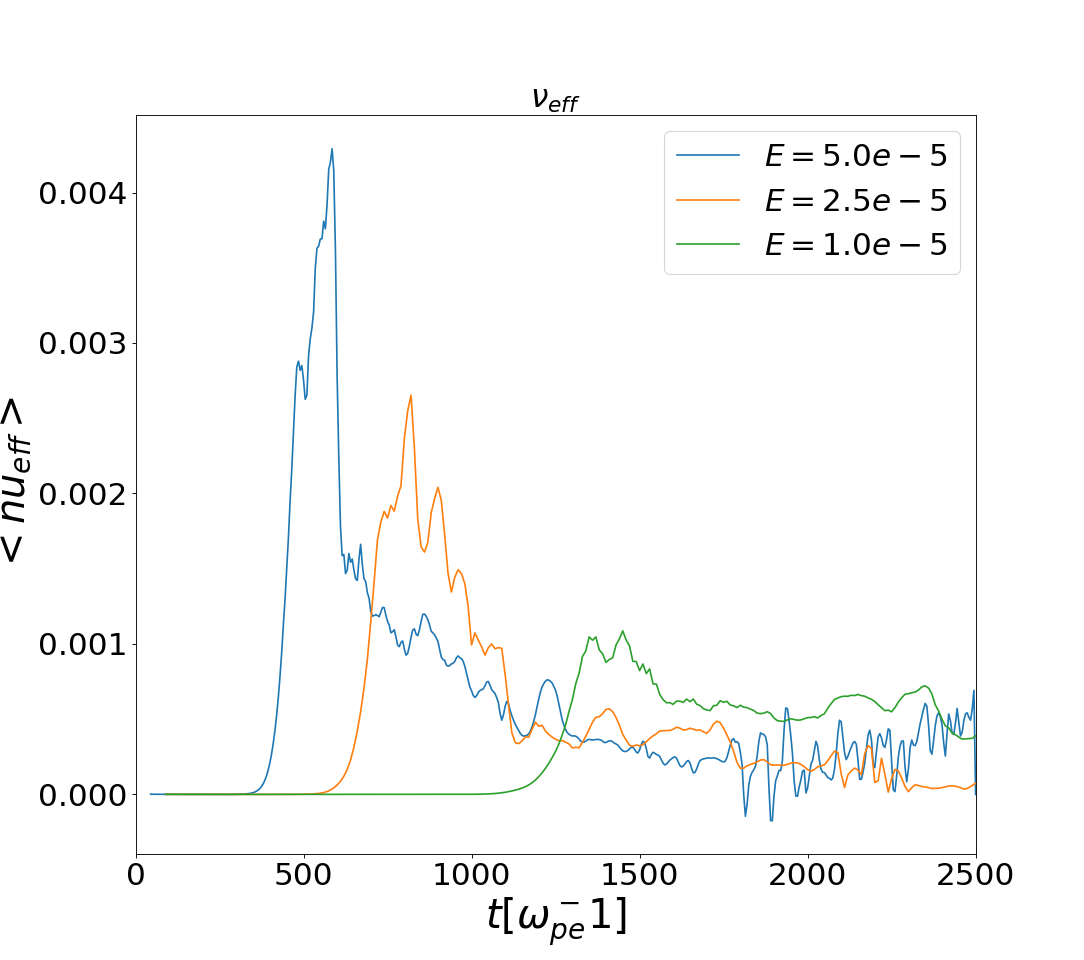 ν_eff
E = 5.0e − 5
E = 2.5e − 5
E = 1.0e − 5
0.004
0.003
0.002
0.001
0.000
< nu_eff >
0 500 1000 1500 2000 2500
t[ω_pe^−1]